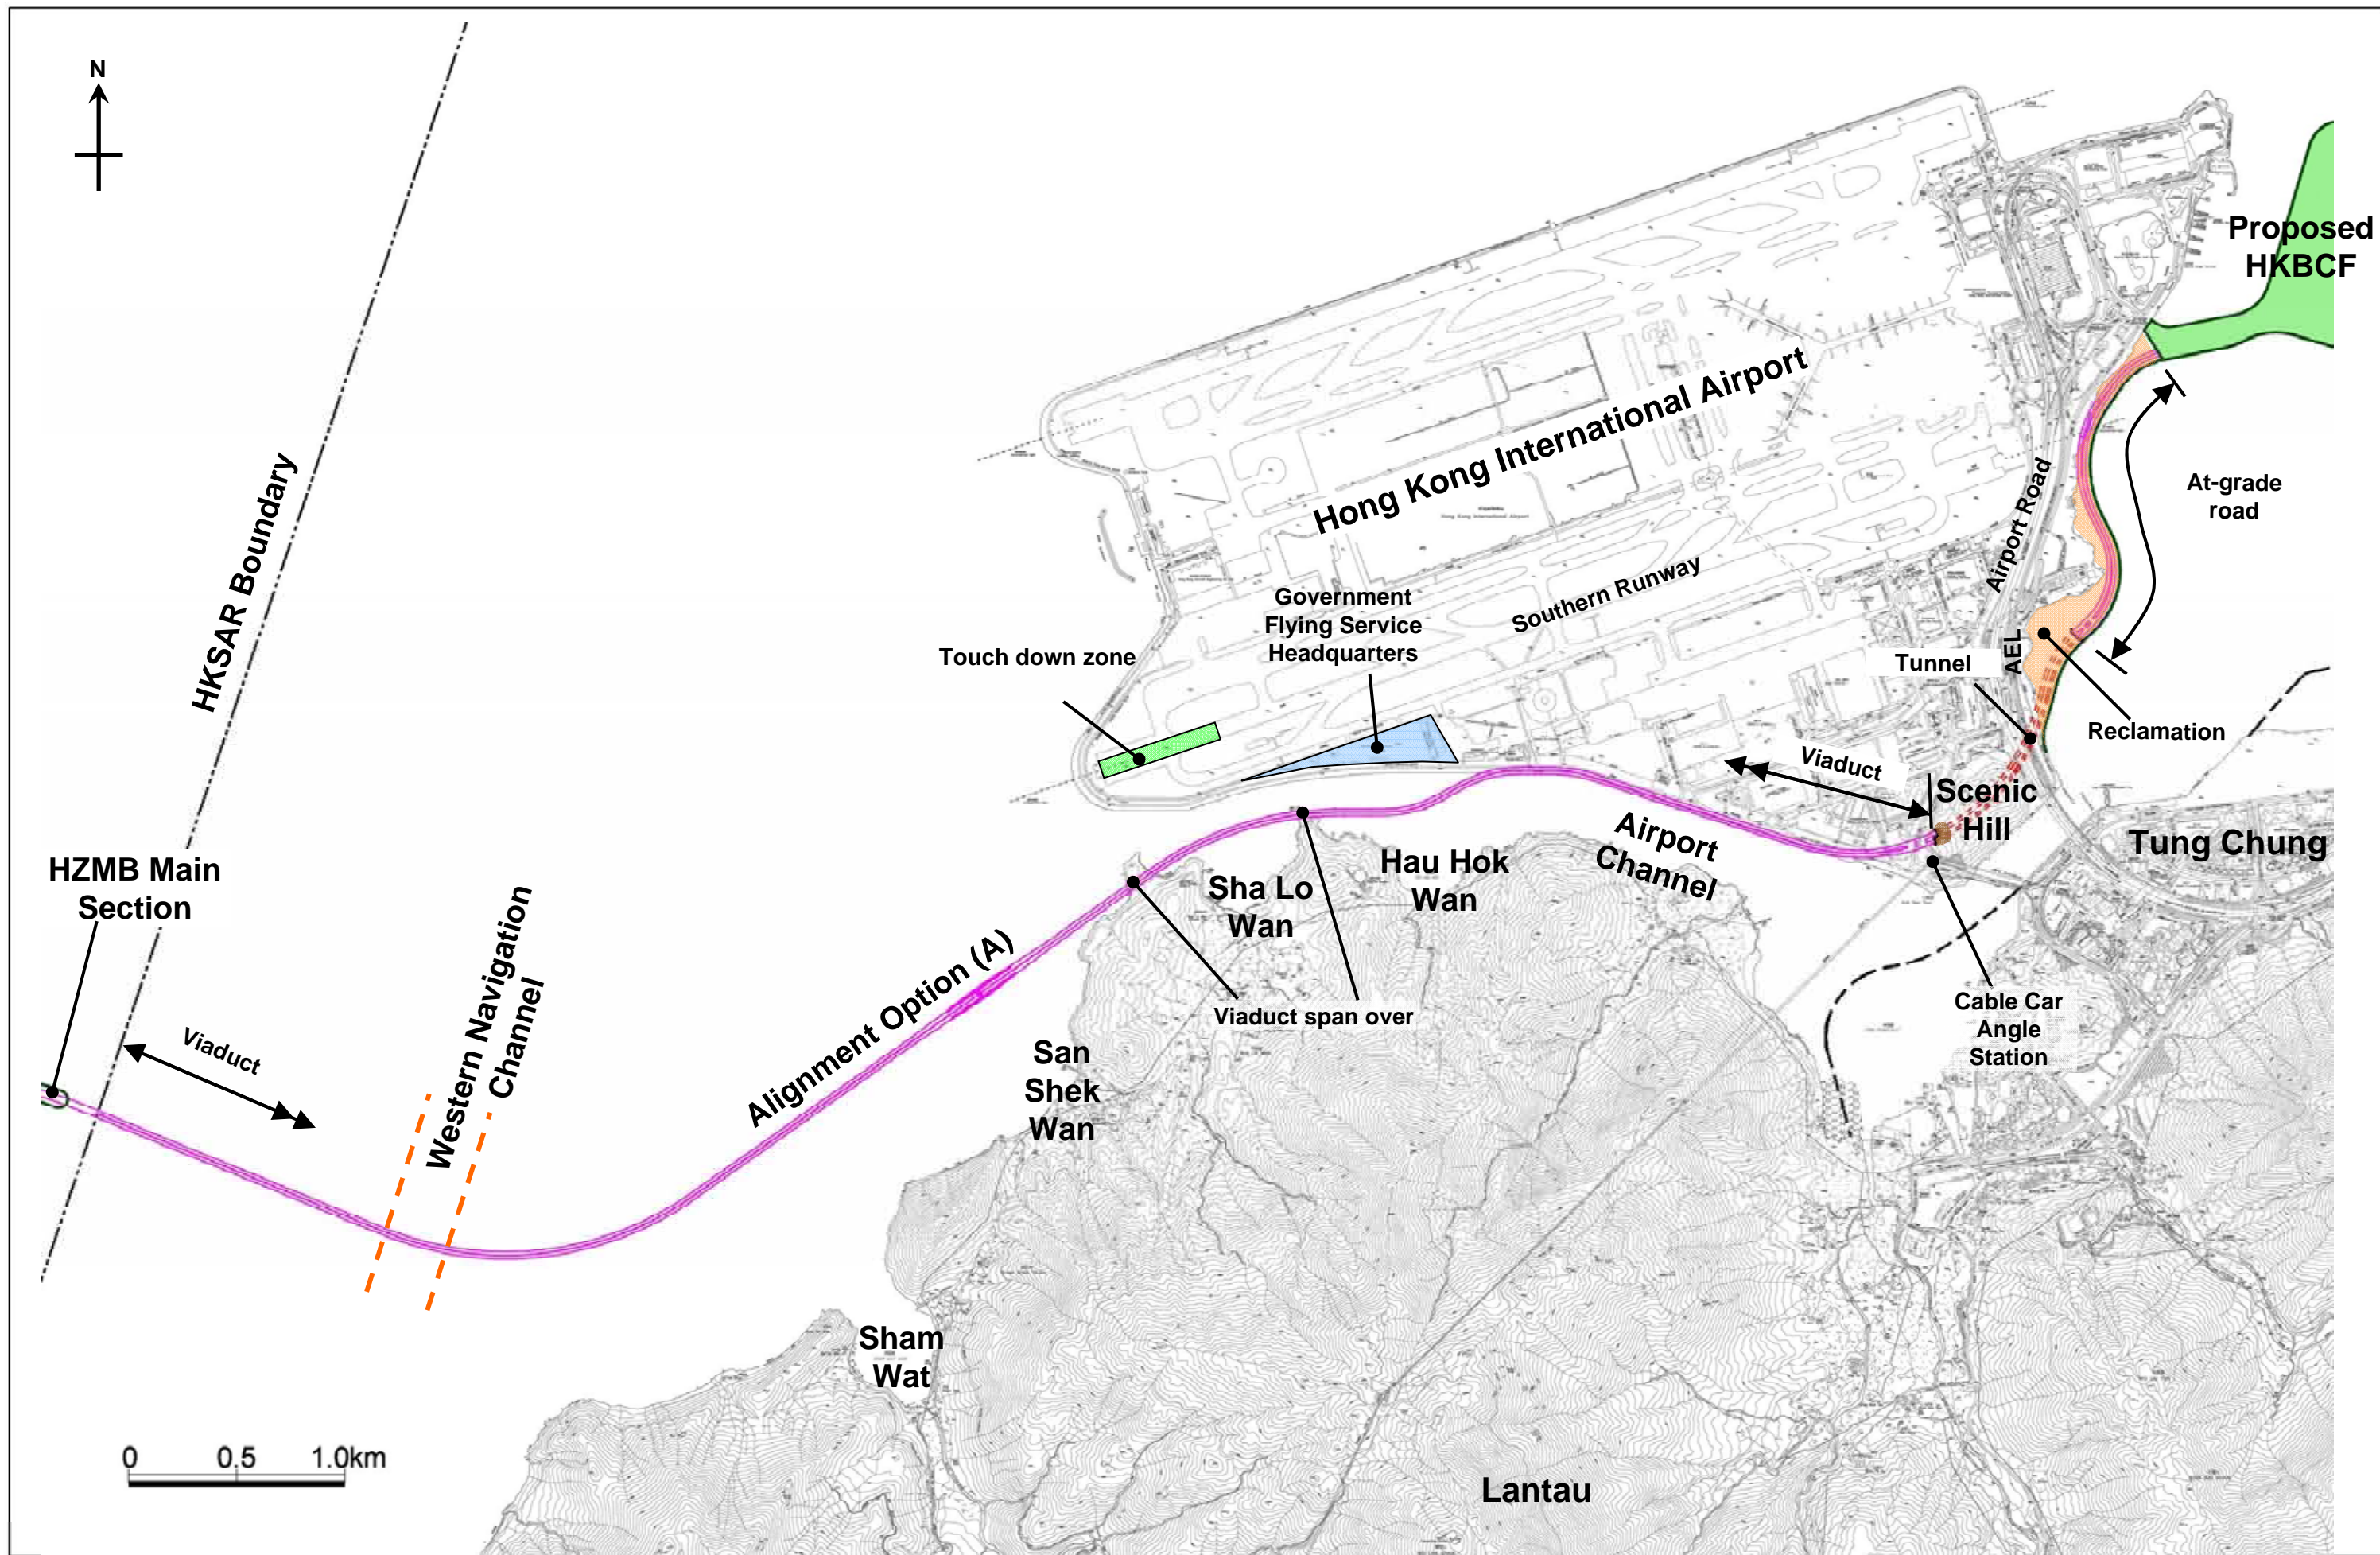 N
Proposed
HKBCF
Hong Kong International Airport
At-grade
road
Airport Road
HKSAR Boundary
Southern Runway
Government
Flying Service
Headquarters
Touch down zone
Tunnel
AEL
Reclamation
Viaduct
Scenic
Hill
Airport
Channel
Tung Chung
HZMB Main
Section
Hau Hok
Wan
Sha Lo
Wan
Western Navigation
Channel
Alignment Option (A)
Viaduct span over
Cable Car
Angle
Station
Viaduct
San
Shek
Wan
Sham
Wat
0 0.5 1.0km
Lantau